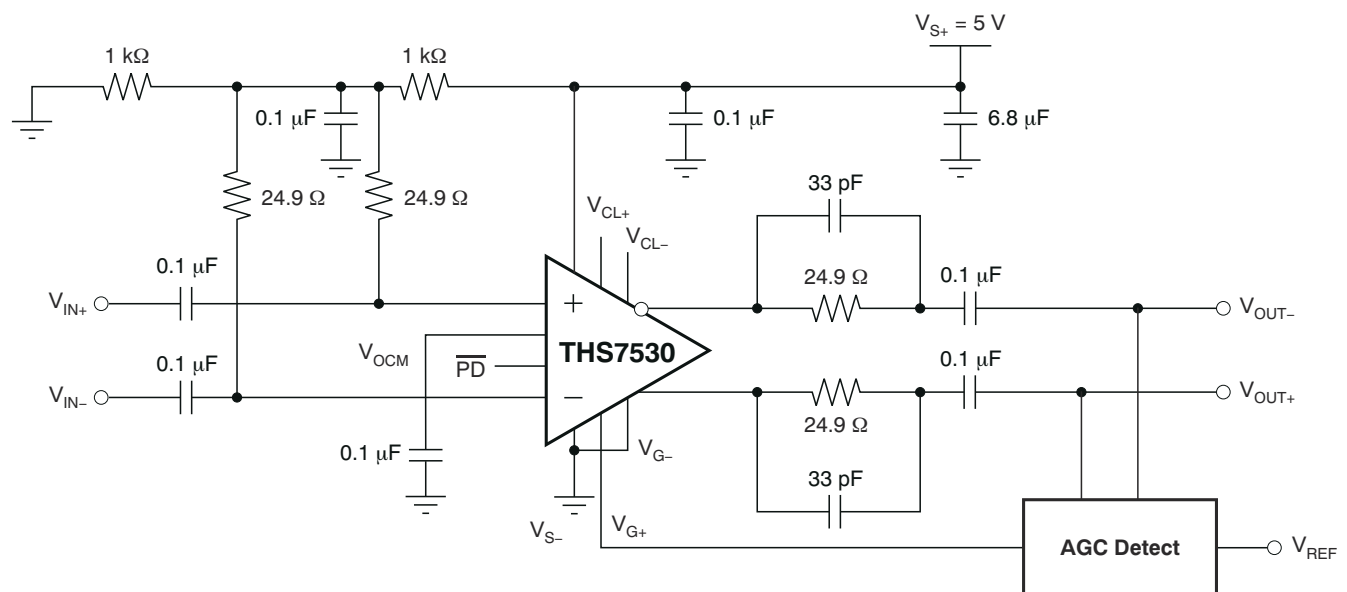 V_S+ = 5 V
1 kΩ
1 kΩ
0.1 μF
0.1 μF
6.8 μF
24.9 Ω
24.9 Ω
33 pF
V_CL+
V_CL−
0.1 μF
24.9 Ω
0.1 μF
V_IN+
+
V_OUT−
V_OCM
THS7530
0.1 μF
PD
0.1 μF
V_IN−
−
V_OUT+
24.9 Ω
0.1 μF
V_G−
33 pF
V_S−
V_G+
AGC Detect
V_REF